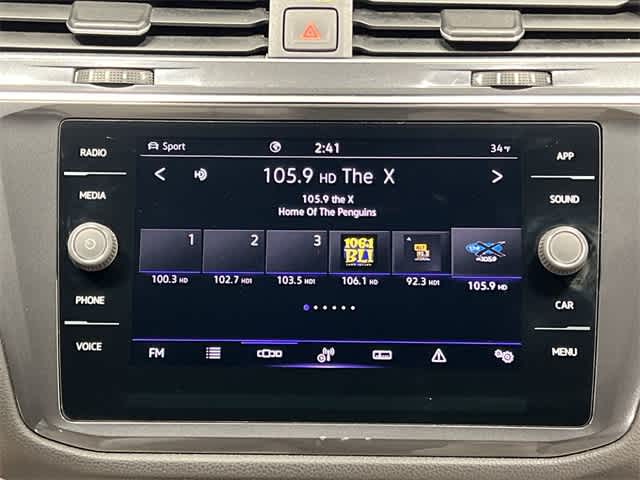 RADIO
MEDIA
PHONE
VOICE
Sport 2:41 34°F
105.9 HD The X
105.9 the X
Home Of The Penguins
1 2 3 106.1 BLI
100.3 HD 102.7 HD1 103.5 HD1 106.1 HD 92.3 HD1 105.9 HD
FM
APP
SOUND
CAR
MENU